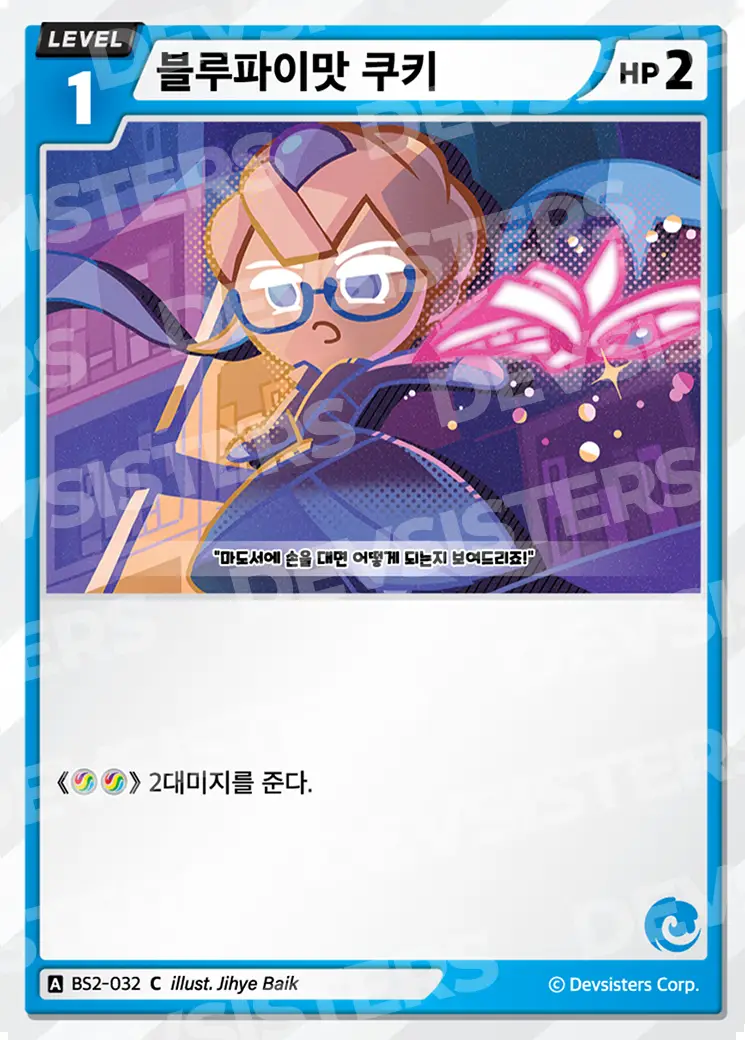 LEVEL
1
블루파이맛 쿠키
HP 2
"마도서에 손을 대면 어떻게 되는지 보여드리죠!"
《 》 2대미지를 준다.
A BS2-032 C illust. Jihye Baik
© Devsisters Corp.
DEVSISTERS